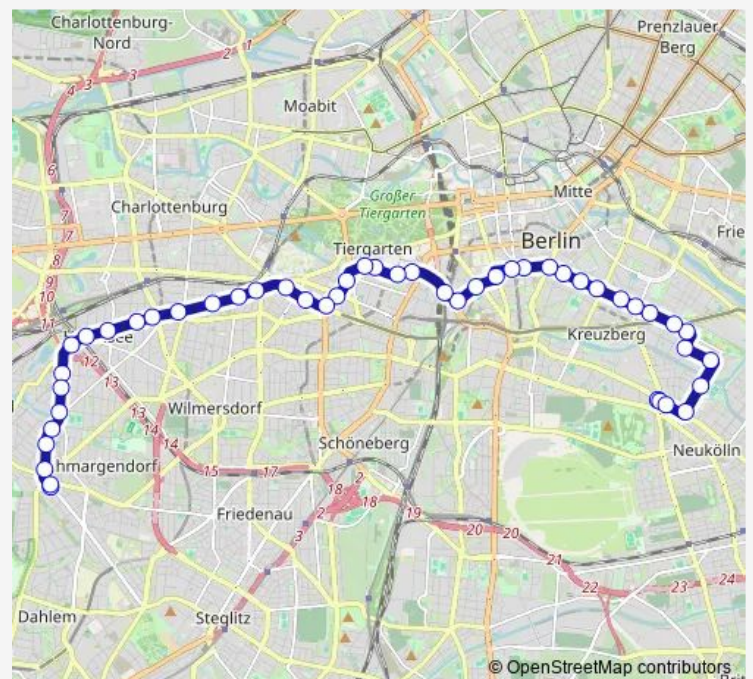 Charlottenburg-
Nord
Prenzlauer
Berg
1
2
3
3
4
Moabit
6
Mitte
Großer
Tiergarten
Charlottenburg
7
7
Frie
Tiergarten
Berlin
8
9
10
11
Kreuzberg
see
12
13
Wilmersdorf
13
14
14
Schöneberg
Neukölln
hmargendorf
15
17
18
2
18
2
19
Friedenau
3
20
20
21
22
23
24
Dahlem
Steglitz
© OpenStreetMap contributors